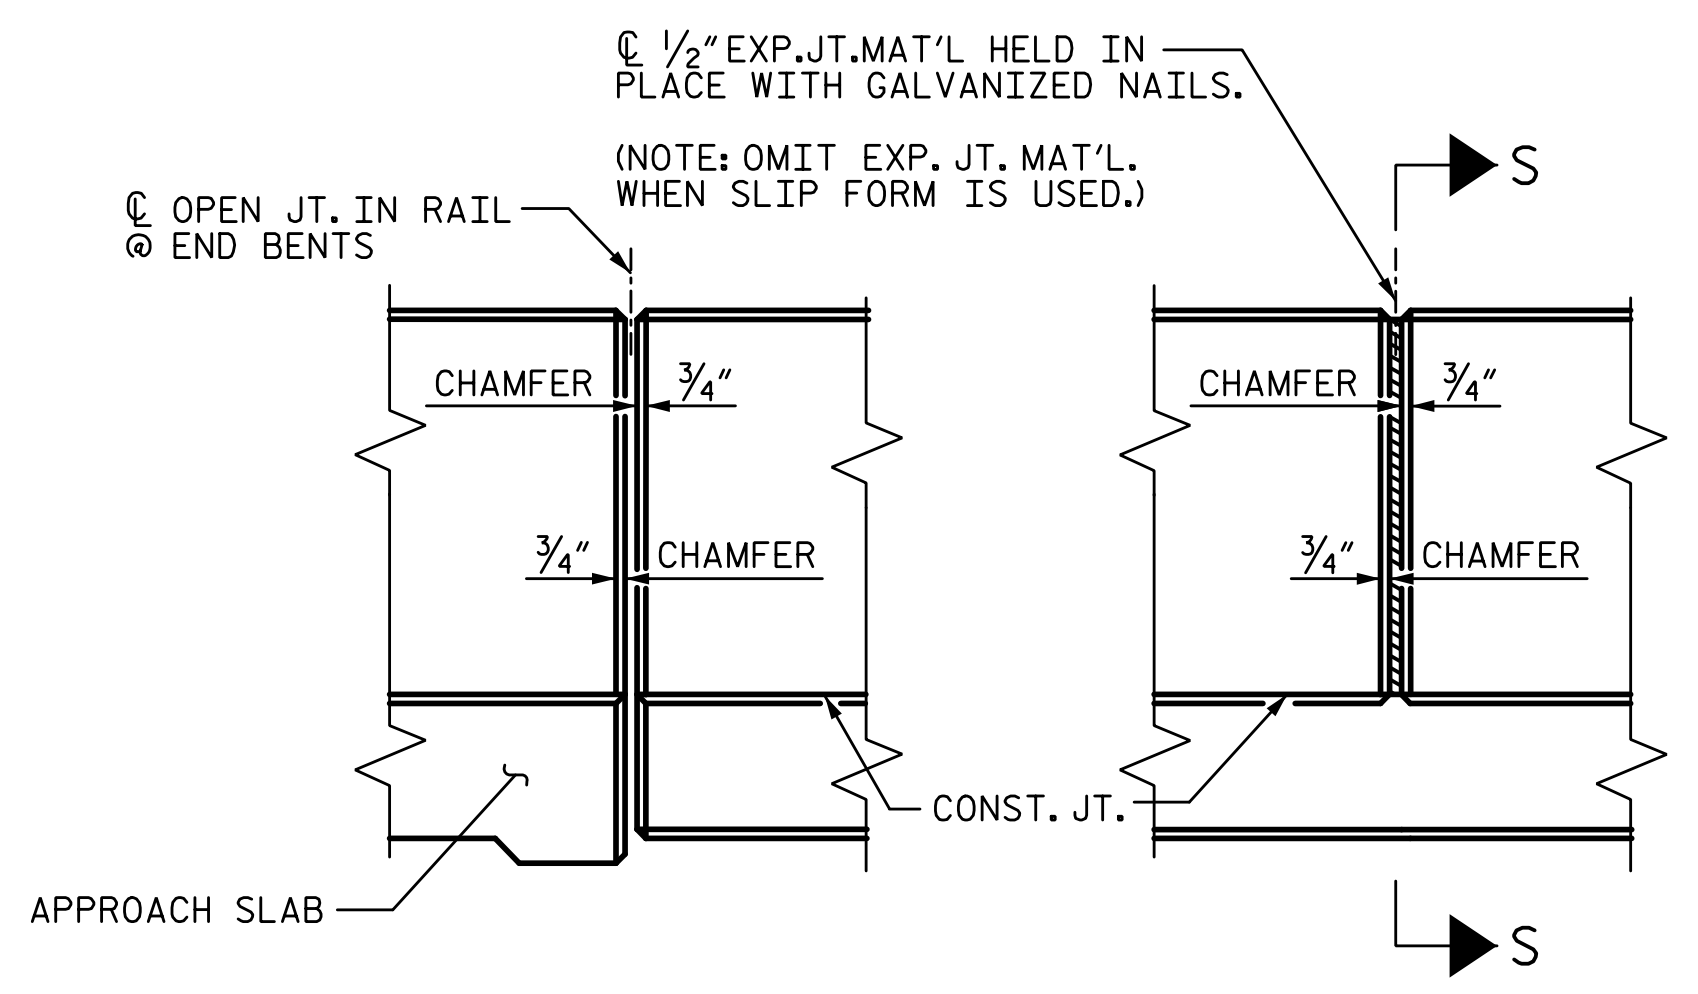 ℄ 1/2" EXP.JT.MAT'L HELD IN
PLACE WITH GALVANIZED NAILS.
(NOTE: OMIT EXP. JT. MAT'L.
WHEN SLIP FORM IS USED.)
S
℄ OPEN JT. IN RAIL
@ END BENTS
CHAMFER
3/4"
CHAMFER
3/4"
3/4"
CHAMFER
3/4"
CHAMFER
CONST. JT.
APPROACH SLAB
S